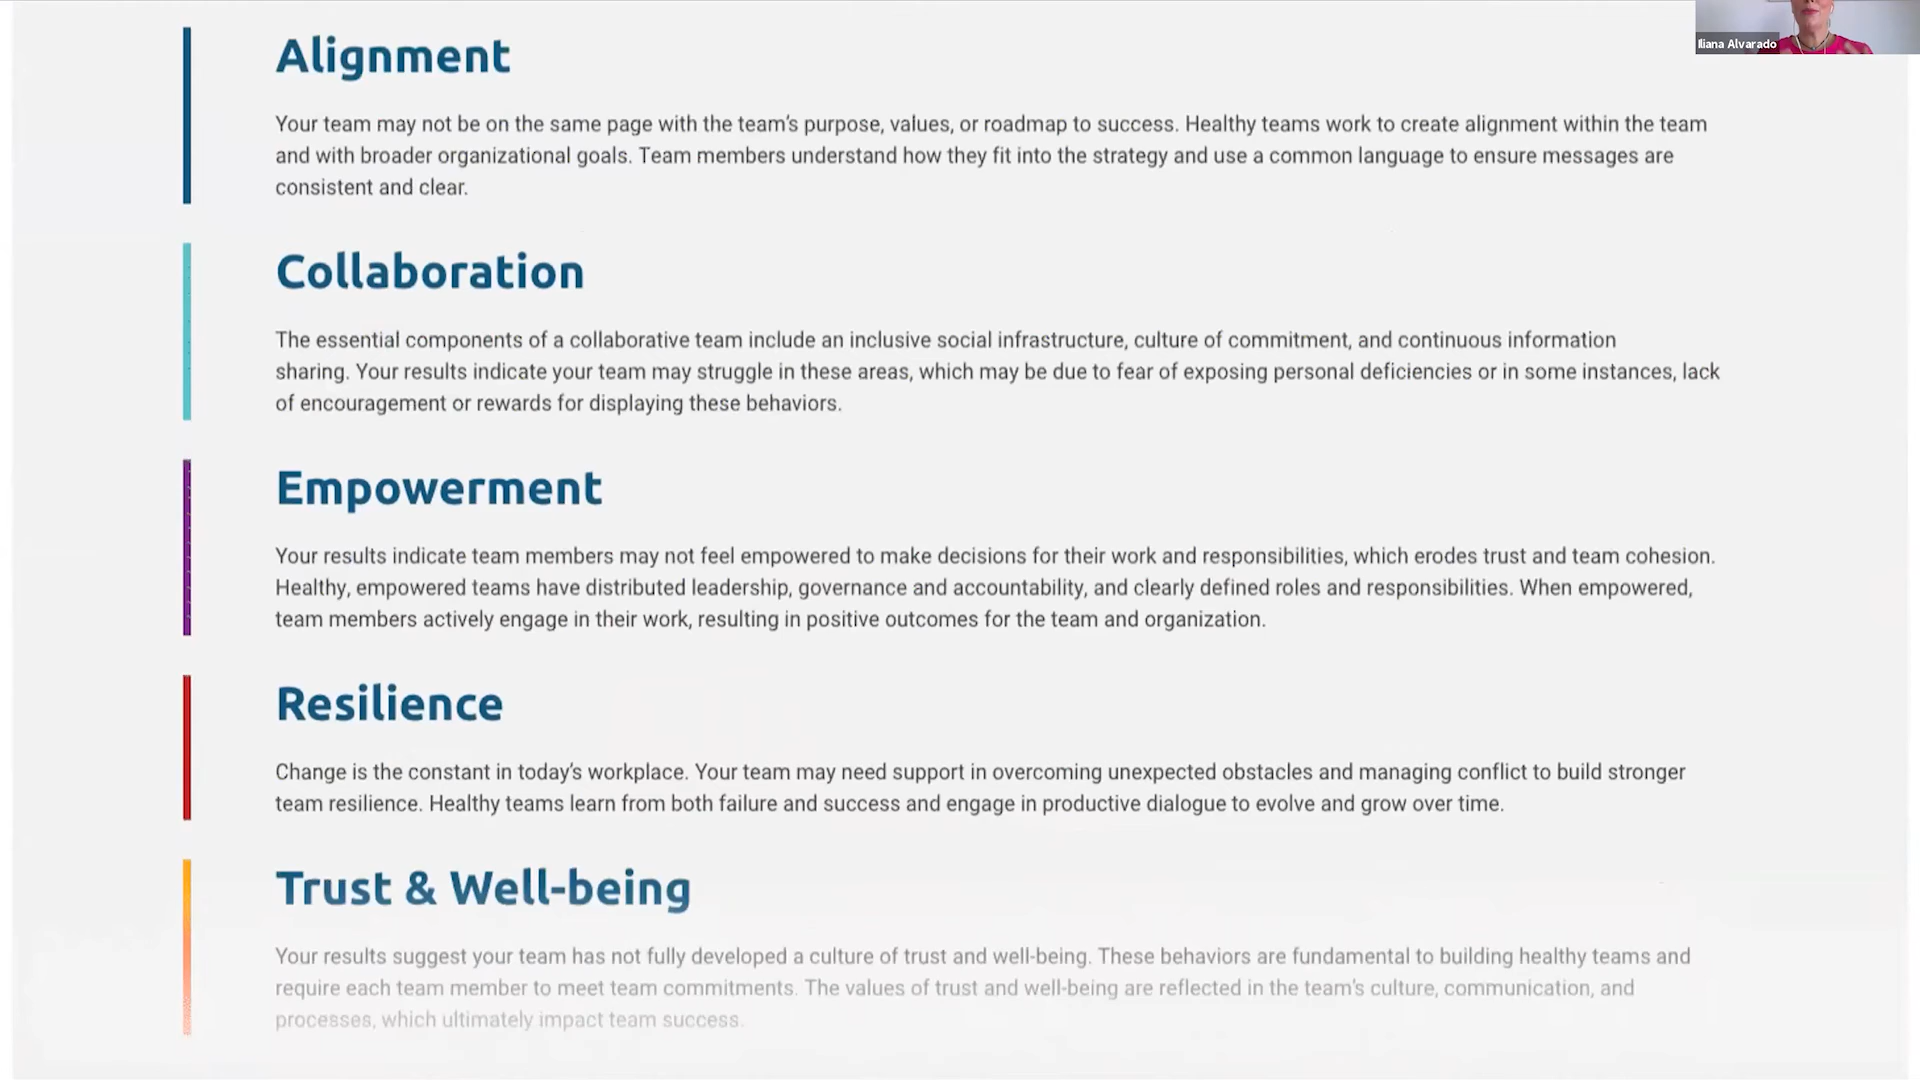 Alignment
Iliana Alvarado
Your team may not be on the same page with the team's purpose, values, or roadmap to success. Healthy teams work to create alignment within the team
and with broader organizational goals. Team members understand how they fit into the strategy and use a common language to ensure messages are
consistent and clear.
Collaboration
The essential components of a collaborative team include an inclusive social infrastructure, culture of commitment, and continuous information
sharing. Your results indicate your team may struggle in these areas, which may be due to fear of exposing personal deficiencies or in some instances, lack
of encouragement or rewards for displaying these behaviors.
Empowerment
Your results indicate team members may not feel empowered to make decisions for their work and responsibilities, which erodes trust and team cohesion.
Healthy, empowered teams have distributed leadership, governance and accountability, and clearly defined roles and responsibilities. When empowered,
team members actively engage in their work, resulting in positive outcomes for the team and organization.
Resilience
Change is the constant in today's workplace. Your team may need support in overcoming unexpected obstacles and managing conflict to build stronger
team resilience. Healthy teams learn from both failure and success and engage in productive dialogue to evolve and grow over time.
Trust & Well-being
Your results suggest your team has not fully developed a culture of trust and well-being. These behaviors are fundamental to building healthy teams and
require each team member to meet team commitments. The values of trust and well-being are reflected in the team's culture, communication, and
processes, which ultimately impact team success.